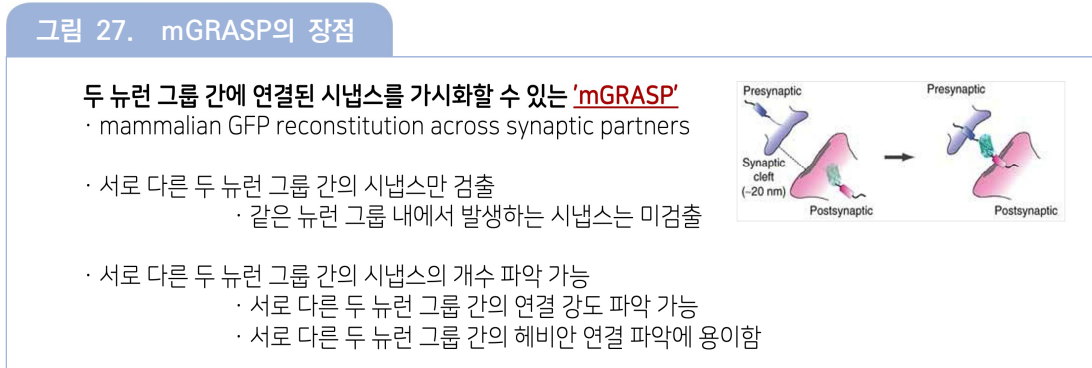 그림 27. mGRASP의 장점
두 뉴런 그룹 간에 연결된 시냅스를 가시화할 수 있는 'mGRASP'
· mammalian GFP reconstitution across synaptic partners
· 서로 다른 두 뉴런 그룹 간의 시냅스만 검출
· 같은 뉴런 그룹 내에서 발생하는 시냅스는 미검출
· 서로 다른 두 뉴런 그룹 간의 시냅스의 개수 파악 가능
· 서로 다른 두 뉴런 그룹 간의 연결 강도 파악 가능
· 서로 다른 두 뉴런 그룹 간의 헤비안 연결 파악에 용이함
Presynaptic
Synaptic
cleft
(~20 nm)
Postsynaptic
Presynaptic
Postsynaptic